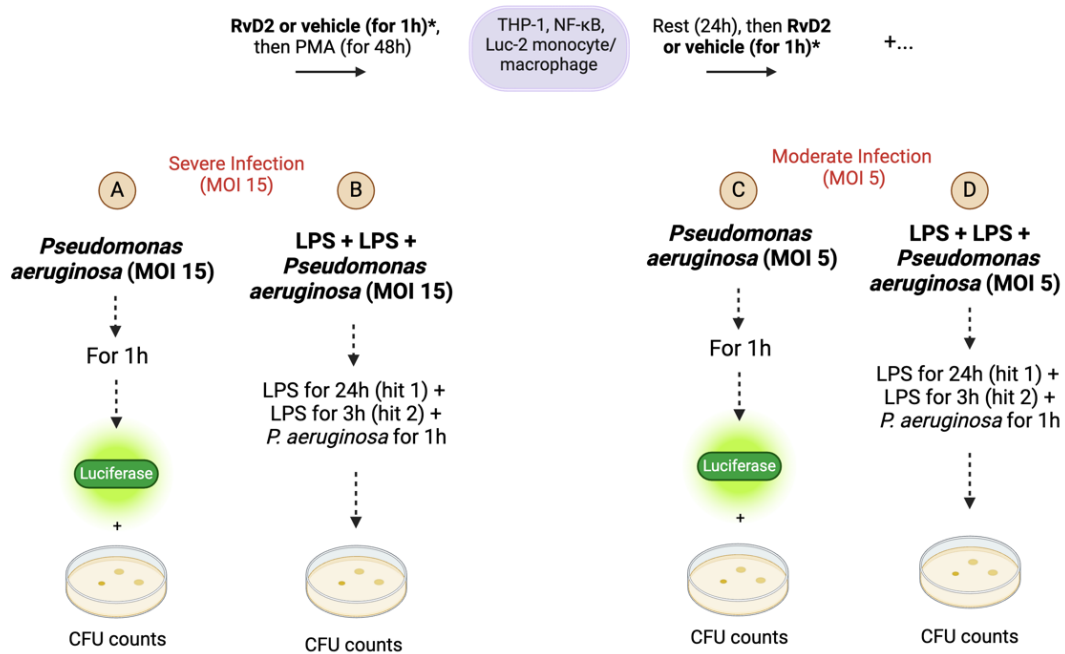 RvD2 or vehicle (for 1h)*,
then PMA (for 48h)
THP-1, NF-κB,
Luc-2 monocyte/
macrophage
Rest (24h), then RvD2
or vehicle (for 1h)*
+...
Severe Infection
(MOI 15)
A
B
Pseudomonas
aeruginosa (MOI 15)
LPS + LPS +
Pseudomonas
aeruginosa (MOI 15)
For 1h
LPS for 24h (hit 1) +
LPS for 3h (hit 2) +
P. aeruginosa for 1h
Luciferase
+
CFU counts
CFU counts
Moderate Infection
(MOI 5)
C
D
Pseudomonas
aeruginosa (MOI 5)
LPS + LPS +
Pseudomonas
aeruginosa (MOI 5)
For 1h
LPS for 24h (hit 1) +
LPS for 3h (hit 2) +
P. aeruginosa for 1h
Luciferase
+
CFU counts
CFU counts